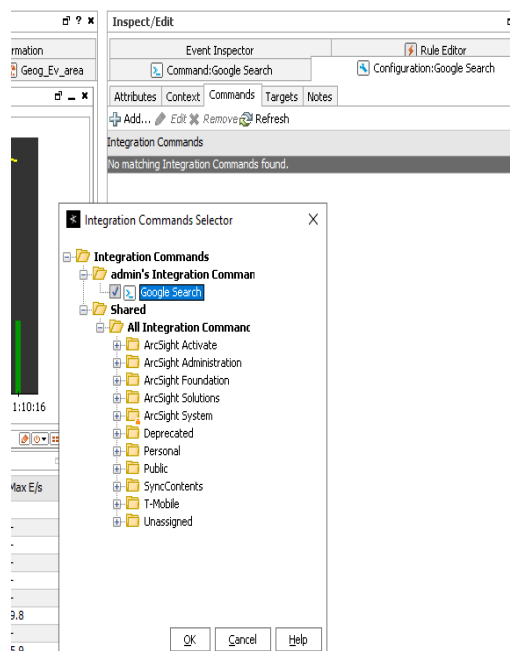 ?
Inspect/Edit
rmation
Event Inspector
Rule Editor
Geog_Ev_area
Command:Google Search
Configuration:Google Search
Attributes Context Commands Targets Notes
Add... Edit Remove Refresh
Integration Commands
No matching Integration Commands found.
Integration Commands Selector
Integration Commands
admin's Integration Comman
Google Search
Shared
All Integration Commanc
ArcSight Activate
ArcSight Administration
ArcSight Foundation
ArcSight Solutions
ArcSight System
Deprecated
Personal
Public
SyncContents
T-Mobile
Unassigned
1:10:16
Max E/s
-
-
-
-
-
9.8
-
5.9
OK Cancel Help